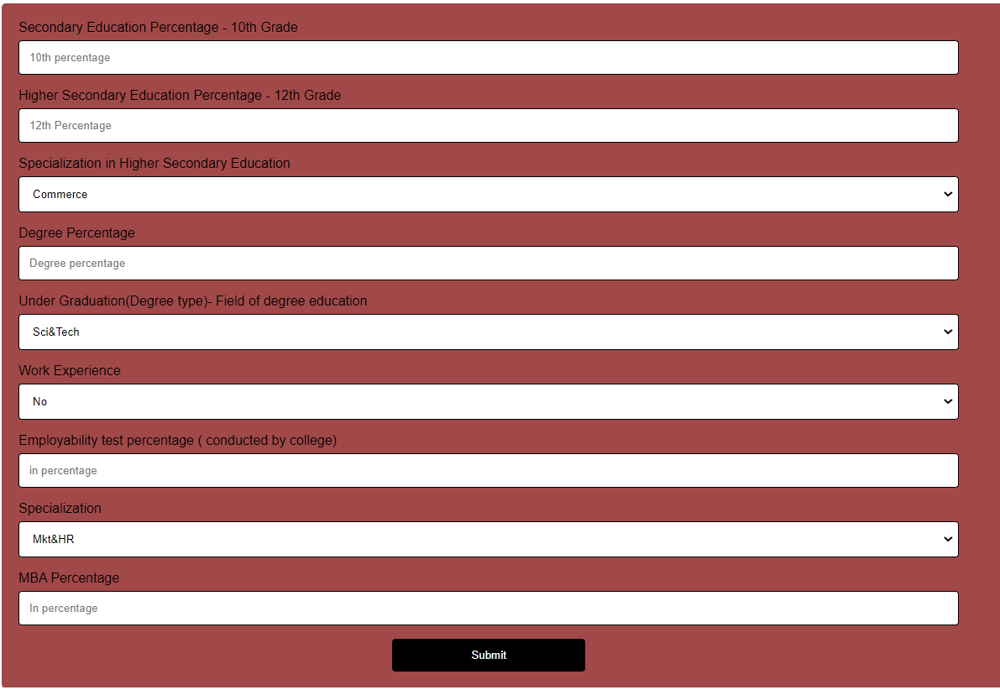 Secondary Education Percentage - 10th Grade
10th percentage
Higher Secondary Education Percentage - 12th Grade
12th Percentage
Specialization in Higher Secondary Education
Commerce
Degree Percentage
Degree percentage
Under Graduation(Degree type)- Field of degree education
Sci&Tech
Work Experience
No
Employability test percentage ( conducted by college)
in percentage
Specialization
Mkt&HR
MBA Percentage
In percentage
Submit